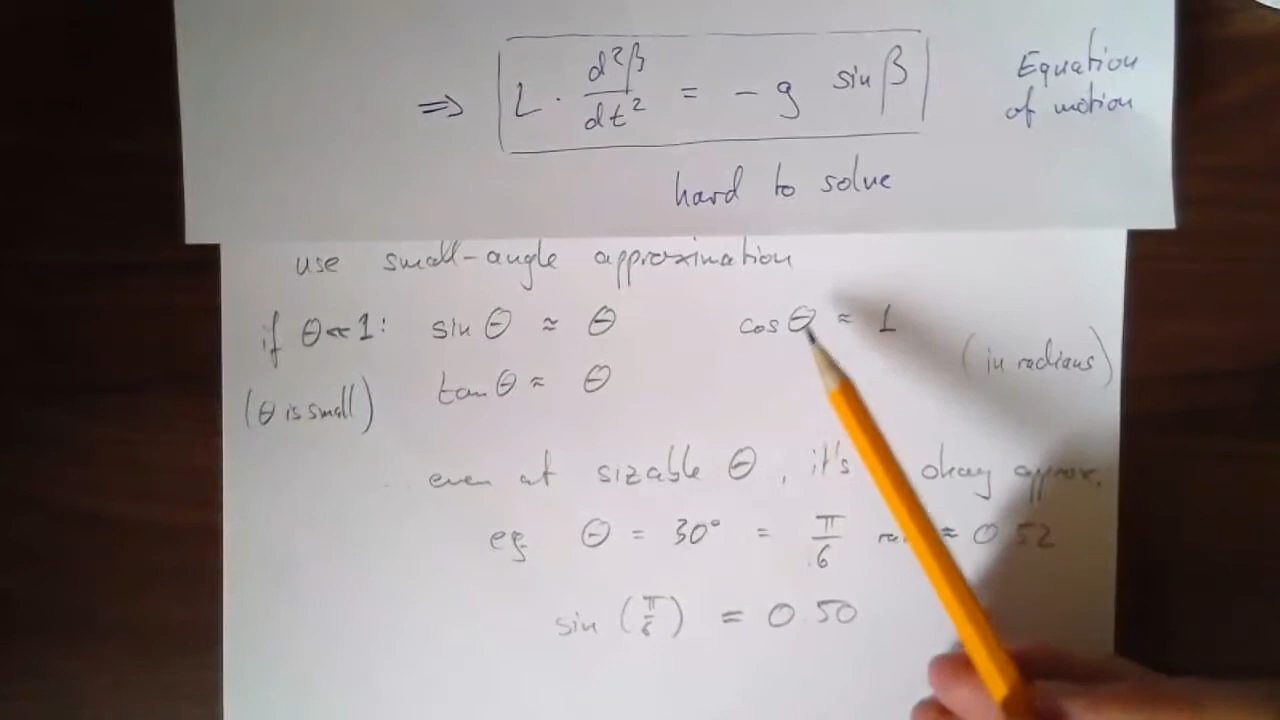 ⇒ L · d²β/dt² = - g sin β Equation
of motion
hard to solve
use small-angle approximation
if θ≪1: sin θ ≈ θ cos θ ≈ 1
(θ is small) tan θ ≈ θ (in radians)
even at sizable θ, it's okay approx.
eg θ = 30° = π/6 ≈ 0.52
sin (π/6) = 0.50